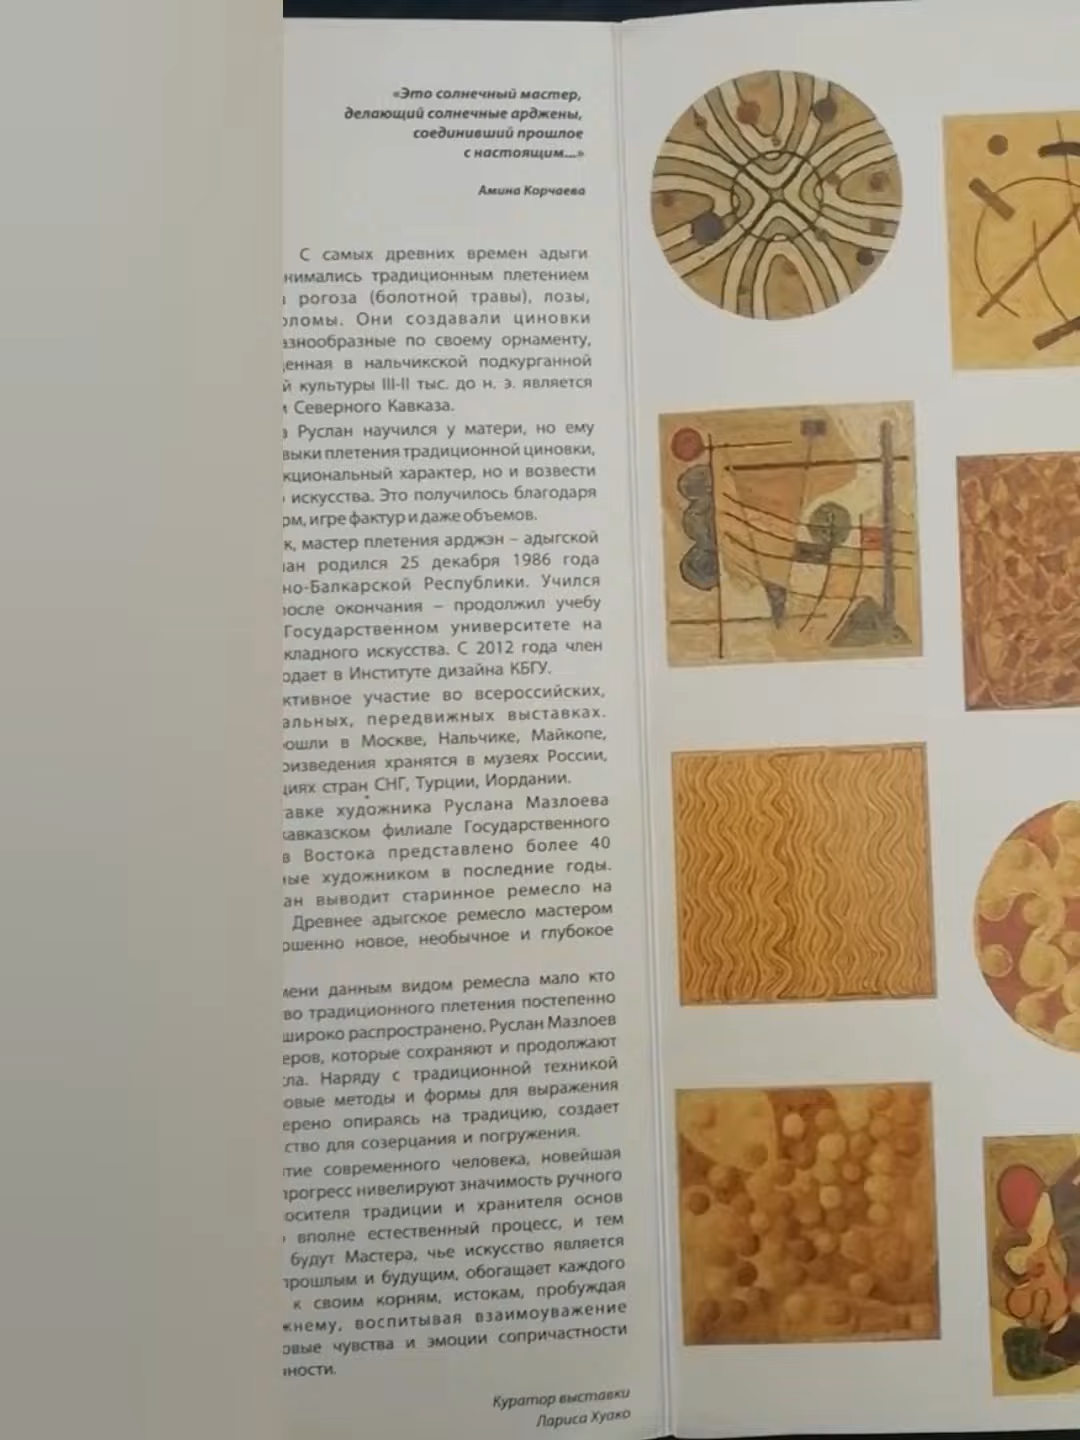 «Это солнечный мастер,
делающий солнечные арджены,
соединивший прошлое
с настоящим...»
Амина Корчаева
С самых древних времен адыги
нимались традиционным плетением
рогоза (болотной травы), лозы,
оломы. Они создавали циновки
азнообразные по своему орнаменту,
енная в нальчикской подкурганной
й культуры III-II тыс. до н. э. является
Северного Кавказа.
а Руслан научился у матери, но ему
выки плетения традиционной циновки,
кциональный характер, но и возвести
искусства. Это получилось благодаря
рм, игре фактур и даже объемов.
к, мастер плетения арджэн – адыгской
ан родился 25 декабря 1986 года
но-Балкарской Республики. Учился
осле окончания – продолжил учебу
Государственном университете на
кладного искусства. С 2012 года член
одает в Институте дизайна КБГУ.
ктивное участие во всероссийских,
альных, передвижных выставках.
ошли в Москве, Нальчике, Майкопе,
оизведения хранятся в музеях России,
циях стран СНГ, Турции, Иордании.
тавке художника Руслана Мазлоева
кавказском филиале Государственного
в Востока представлено более 40
ные художником в последние годы.
ан выводит старинное ремесло на
Древнее адыгское ремесло мастером
ршенно новое, необычное и глубокое
мени данным видом ремесла мало кто
во традиционного плетения постепенно
широко распространено. Руслан Мазлоев
еров, которые сохраняют и продолжают
сла. Наряду с традиционной техникой
овые методы и формы для выражения
ерено опираясь на традицию, создает
ство для созерцания и погружения.
тие современного человека, новейшая
прогресс нивелируют значимость ручного
осителя традиции и хранителя основ
вполне естественный процесс, и тем
будут Мастера, чье искусство является
прошлым и будущим, обогащает каждого
к своим корням, истокам, пробуждая
жнему, воспитывая взаимоуважение
овые чувства и эмоции сопричастности
нности.
Куратор выставки
Лариса Хуако